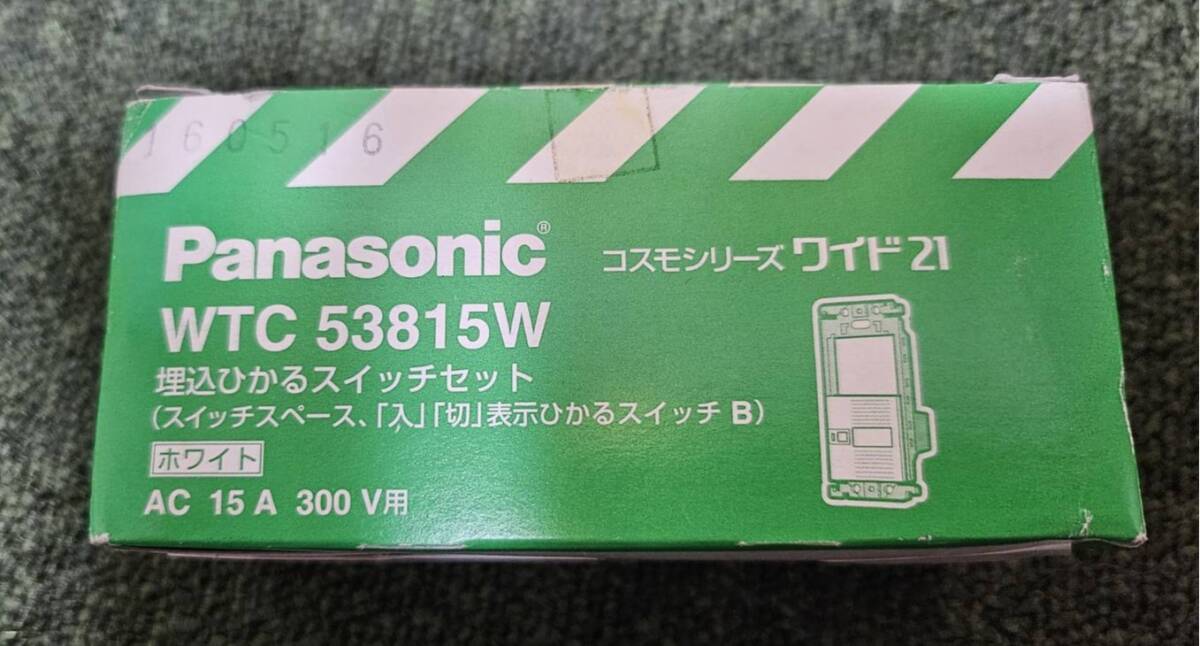 160516
Panasonic®
コスモシリーズ ワイド21
WTC 53815W
埋込ひかるスイッチセット
(スイッチスペース、「入」「切」表示ひかるスイッチ B)
ホワイト
AC 15 A 300 V用